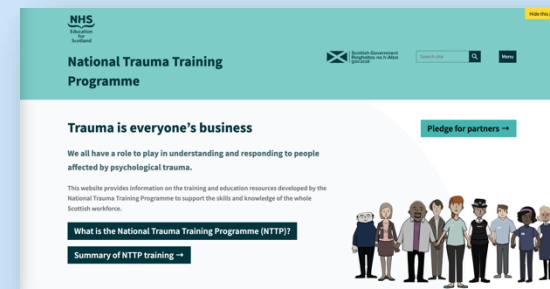 Hide this
NHS
Education
for
Scotland
National Trauma Training
Programme
Scottish Government
Riaghaltas na h-Alba
gov.scot
Search site
Menu
Trauma is everyone's business
Pledge for partners →
We all have a role to play in understanding and responding to people
affected by psychological trauma.
This website provides information on the training and education resources developed by the
National Trauma Training Programme to support the skills and knowledge of the whole
Scottish workforce.
What is the National Trauma Training Programme (NTTP)?
Summary of NTTP training →